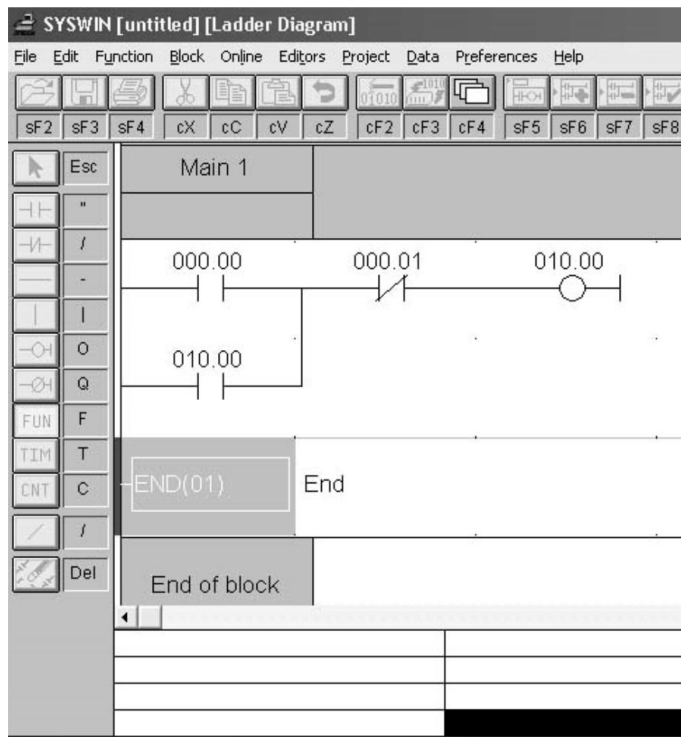 SYSWIN [untitled] [Ladder Diagram]
File Edit Function Block Online Editors Project Data Preferences Help
sF2 sF3 sF4 cX cC cV cZ cF2 cF3 cF4 sF5 sF6 sF7 sF8
Esc
"
/
-
|
O
Q
FUN F
TIM T
CNT C
/
Del
Main 1
000.00 000.01 010.00
010.00
END(01) End
End of block